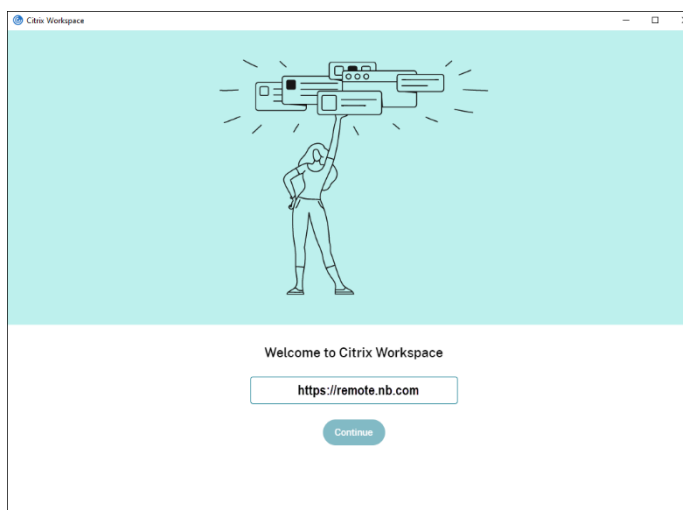 Citrix Workspace
Welcome to Citrix Workspace
https://remote.nb.com
Continue